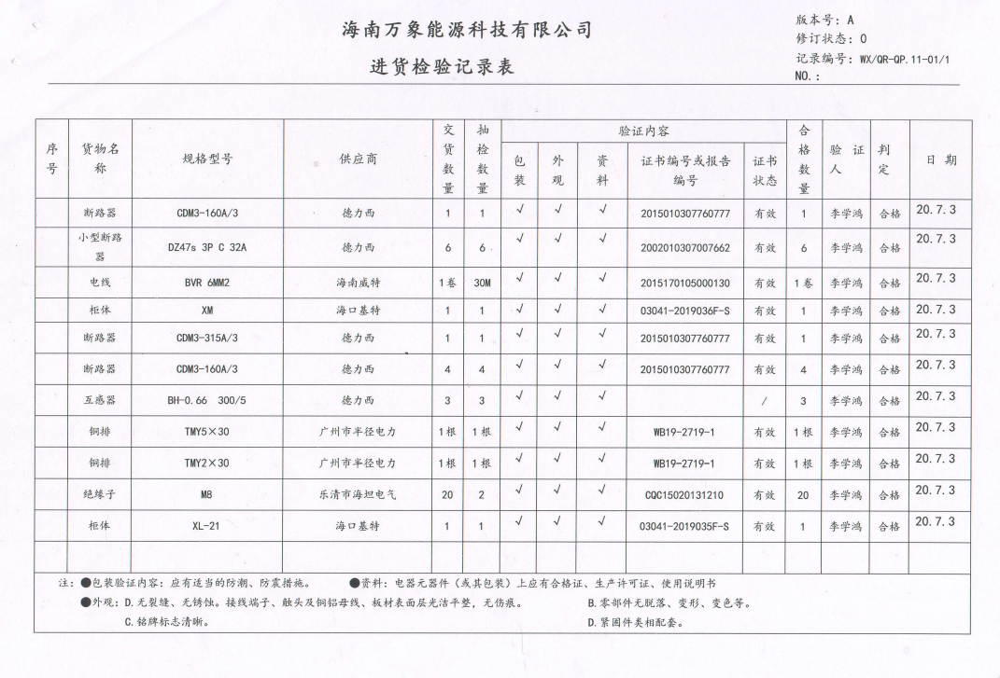 海南万象能源科技有限公司
进货检验记录表
版本号：A
修订状态：0
记录编号：WX/QR-QP.11-01/1
NO.：
序号 货物名称 规格型号 供应商 交货数量 抽检数量 验证内容 合格数量 验证人 判定 日期
包装 外观 资料 证书编号或报告编号 证书状态
断路器 CDM3-160A/3 德力西 1 1 √ √ √ 2015010307760777 有效 1 李学鸿 合格 20.7.3
小型断路器 DZ47s 3P C 32A 德力西 6 6 √ √ √ 2002010307007662 有效 6 李学鸿 合格 20.7.3
电线 BVR 6MM2 海南威特 1卷 30M √ √ √ 2015170105000130 有效 1卷 李学鸿 合格 20.7.3
柜体 XM 海口基特 1 1 √ √ √ 03041-2019036F-S 有效 1 李学鸿 合格 20.7.3
断路器 CDM3-315A/3 德力西 1 1 √ √ √ 2015010307760777 有效 1 李学鸿 合格 20.7.3
断路器 CDM3-160A/3 德力西 4 4 √ √ √ 2015010307760777 有效 4 李学鸿 合格 20.7.3
互感器 BH-0.66 300/5 德力西 3 3 √ √ √ / 3 李学鸿 合格 20.7.3
铜排 TMY5×30 广州市半径电力 1根 1根 √ √ √ WB19-2719-1 有效 1根 李学鸿 合格 20.7.3
铜排 TMY2×30 广州市半径电力 1根 1根 √ √ √ WB19-2719-1 有效 1根 李学鸿 合格 20.7.3
绝缘子 M8 乐清市海坦电气 20 2 √ √ √ CQC15020131210 有效 20 李学鸿 合格 20.7.3
柜体 XL-21 海口基特 1 1 √ √ √ 03041-2019035F-S 有效 1 李学鸿 合格 20.7.3
注：●包装验证内容：应有适当的防潮、防震措施。 ●资料：电器元器件（或其包装）上应有合格证、生产许可证、使用说明书
●外观：D.无裂缝、无锈蚀。接线端子、触头及铜铝母线、板材表面层光洁平整，无伤痕。 B.零部件无脱落、变形、变色等。
C.铭牌标志清晰。 D.紧固件类相配套。